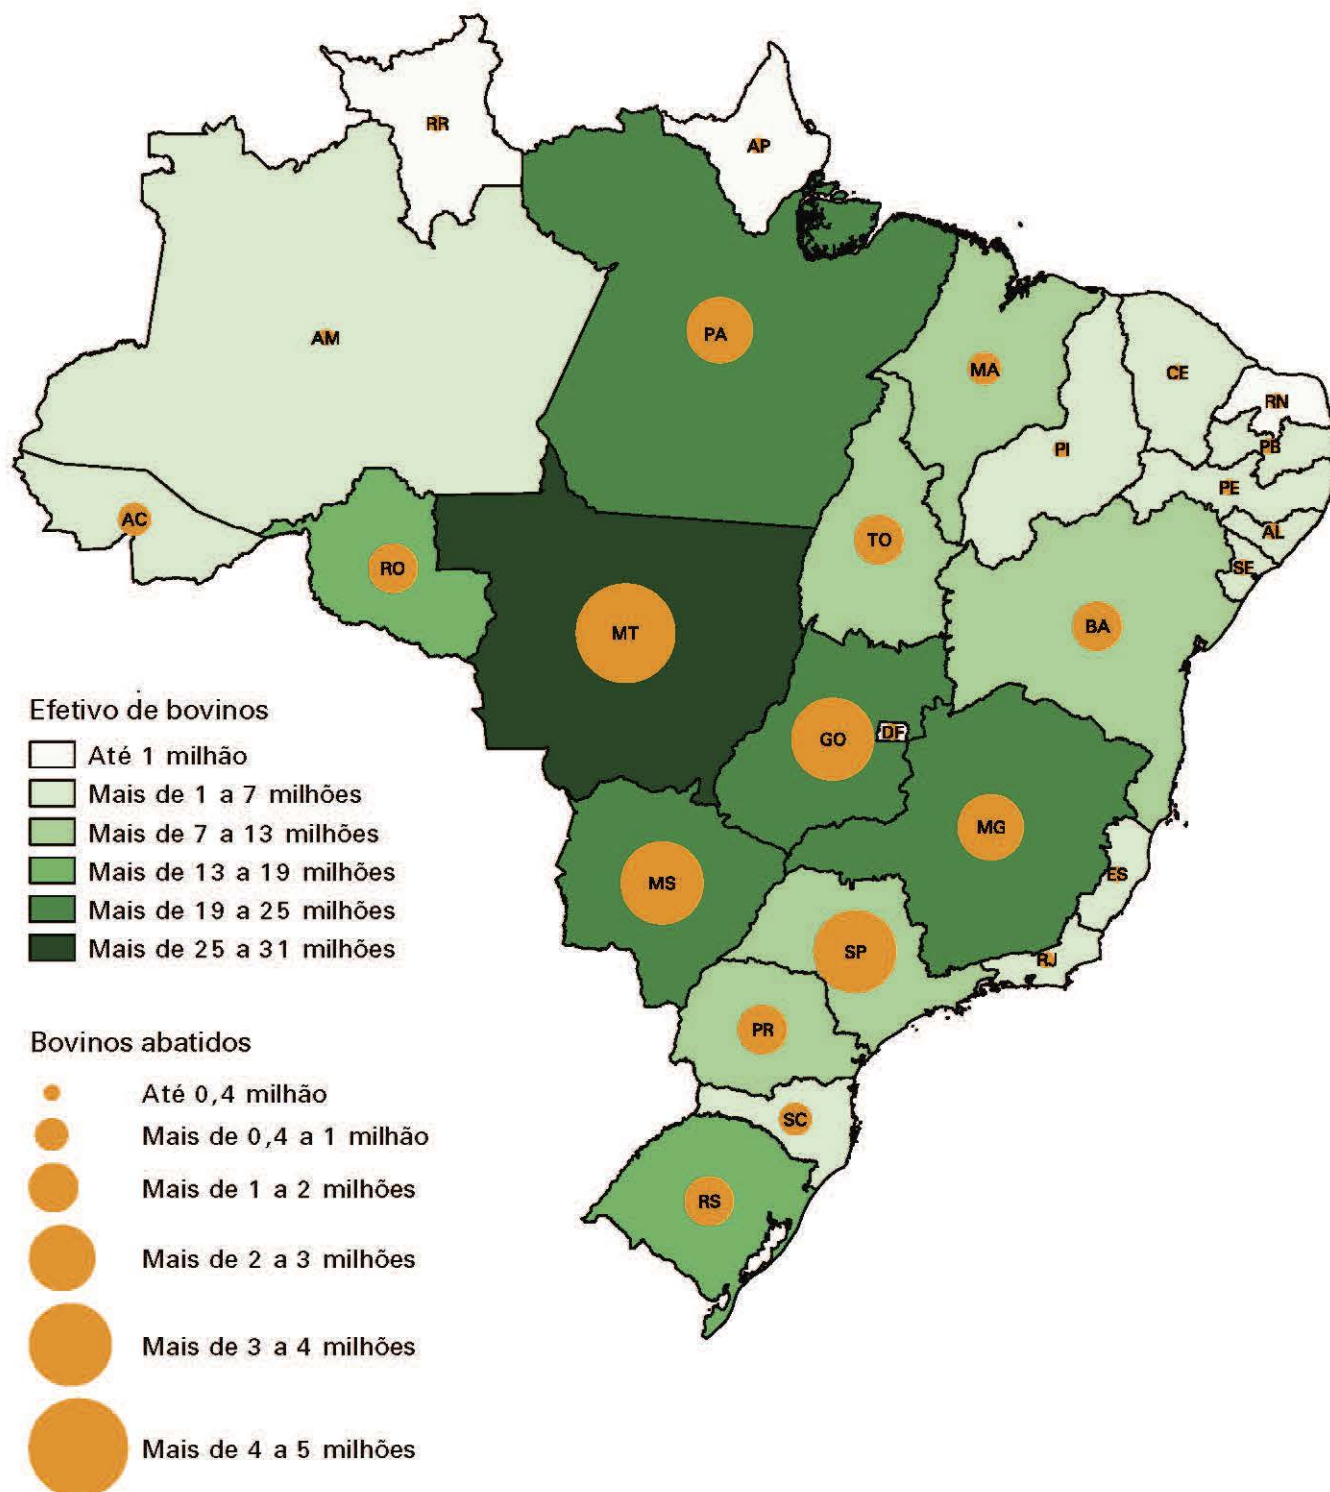 RR
AP
AM
PA
MA
CE
RN
PI
PB
PE
AC
AL
TO
SE
RO
BA
MT
Efetivo de bovinos
GO
DF
Até 1 milhão
Mais de 1 a 7 milhões
Mais de 7 a 13 milhões
MG
Mais de 13 a 19 milhões
MS
ES
Mais de 19 a 25 milhões
Mais de 25 a 31 milhões
SP
RJ
PR
Bovinos abatidos
Até 0,4 milhão
SC
Mais de 0,4 a 1 milhão
Mais de 1 a 2 milhões
RS
Mais de 2 a 3 milhões
Mais de 3 a 4 milhões
Mais de 4 a 5 milhões